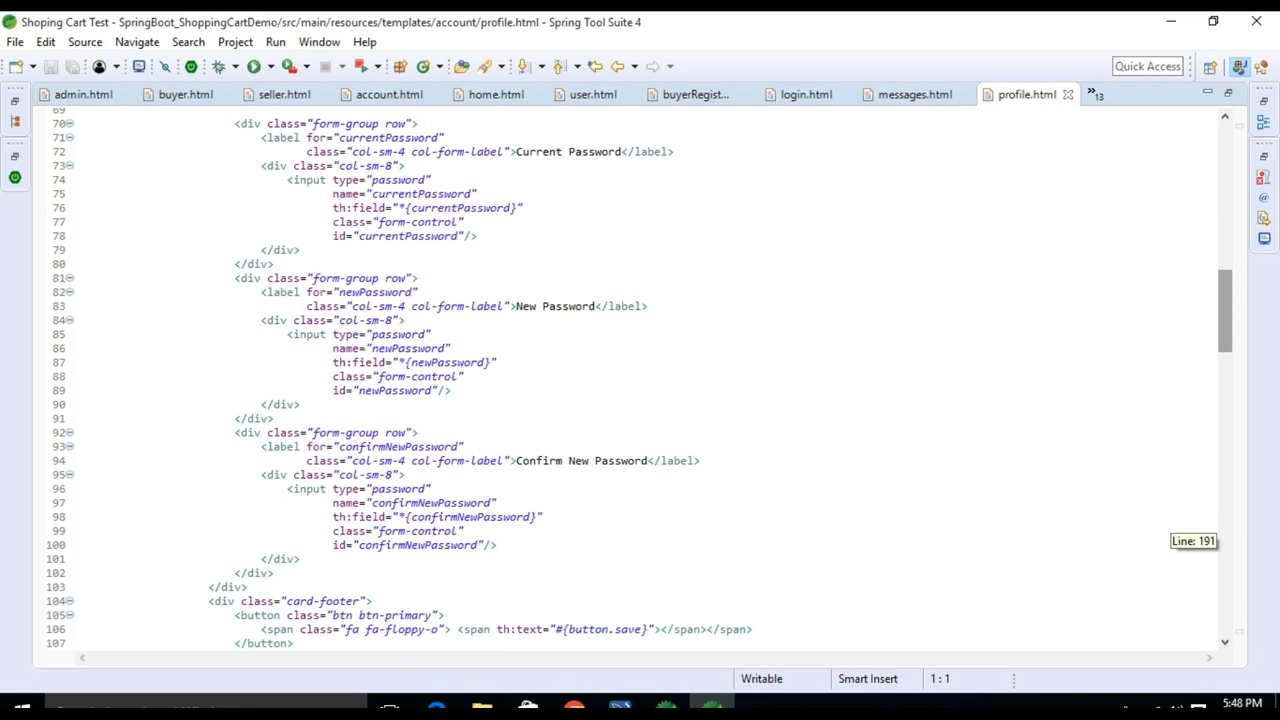 Shoping Cart Test - SpringBoot_ShoppingCartDemo/src/main/resources/templates/account/profile.html - Spring Tool Suite 4
File Edit Source Navigate Search Project Run Window Help
Quick Access
admin.html buyer.html seller.html account.html home.html user.html buyerRegist... login.html messages.html profile.html »13
69
70 <div class="form-group row">
71 <label for="currentPassword"
72 class="col-sm-4 col-form-label">Current Password</label>
73 <div class="col-sm-8">
74 <input type="password"
75 name="currentPassword"
76 th:field="*{currentPassword}"
77 class="form-control"
78 id="currentPassword"/>
79 </div>
80 </div>
81 <div class="form-group row">
82 <label for="newPassword"
83 class="col-sm-4 col-form-label">New Password</label>
84 <div class="col-sm-8">
85 <input type="password"
86 name="newPassword"
87 th:field="*{newPassword}"
88 class="form-control"
89 id="newPassword"/>
90 </div>
91 </div>
92 <div class="form-group row">
93 <label for="confirmNewPassword"
94 class="col-sm-4 col-form-label">Confirm New Password</label>
95 <div class="col-sm-8">
96 <input type="password"
97 name="confirmNewPassword"
98 th:field="*{confirmNewPassword}"
99 class="form-control"
100 id="confirmNewPassword"/>
101 </div>
102 </div>
103 </div>
104 <div class="card-footer">
105 <button class="btn btn-primary">
106 <span class="fa fa-floppy-o"> <span th:text="#{button.save}"></span></span>
107 </button>
Line: 191
Writable Smart Insert 1 : 1
5:48 PM